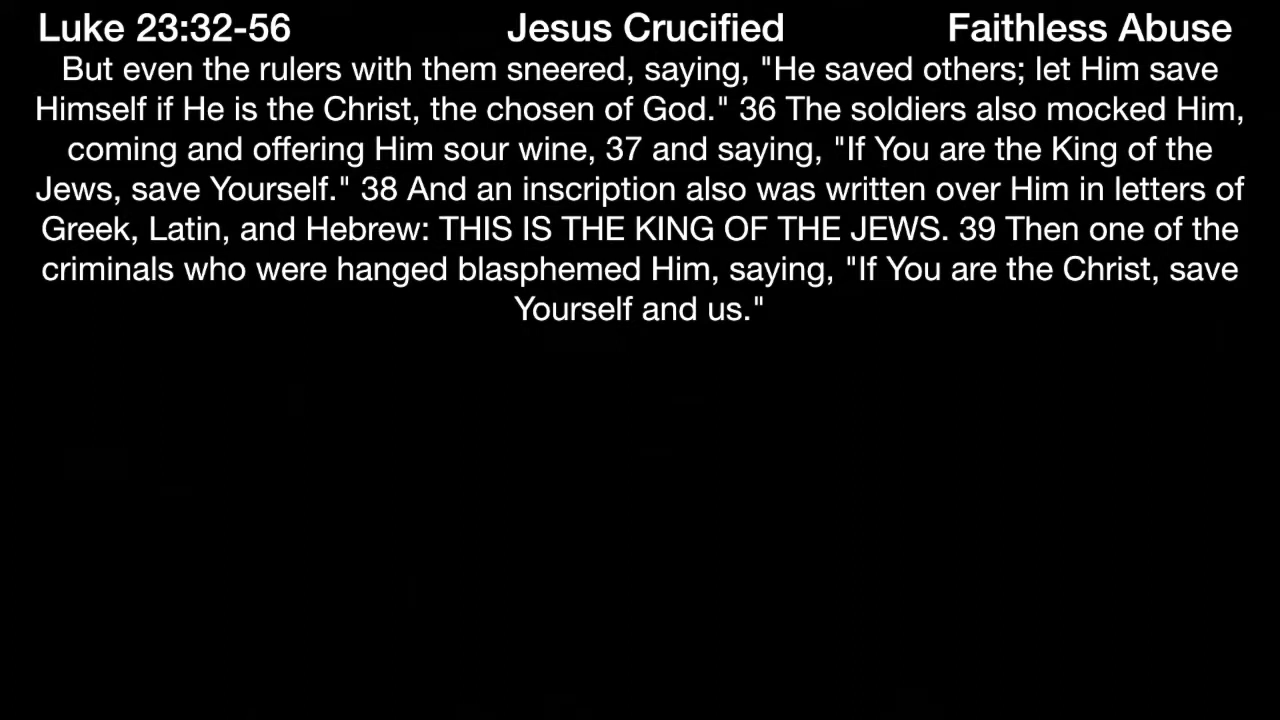 Luke 23:32-56 Jesus Crucified Faithless Abuse
But even the rulers with them sneered, saying, "He saved others; let Him save
Himself if He is the Christ, the chosen of God." 36 The soldiers also mocked Him,
coming and offering Him sour wine, 37 and saying, "If You are the King of the
Jews, save Yourself." 38 And an inscription also was written over Him in letters of
Greek, Latin, and Hebrew: THIS IS THE KING OF THE JEWS. 39 Then one of the
criminals who were hanged blasphemed Him, saying, "If You are the Christ, save
Yourself and us."